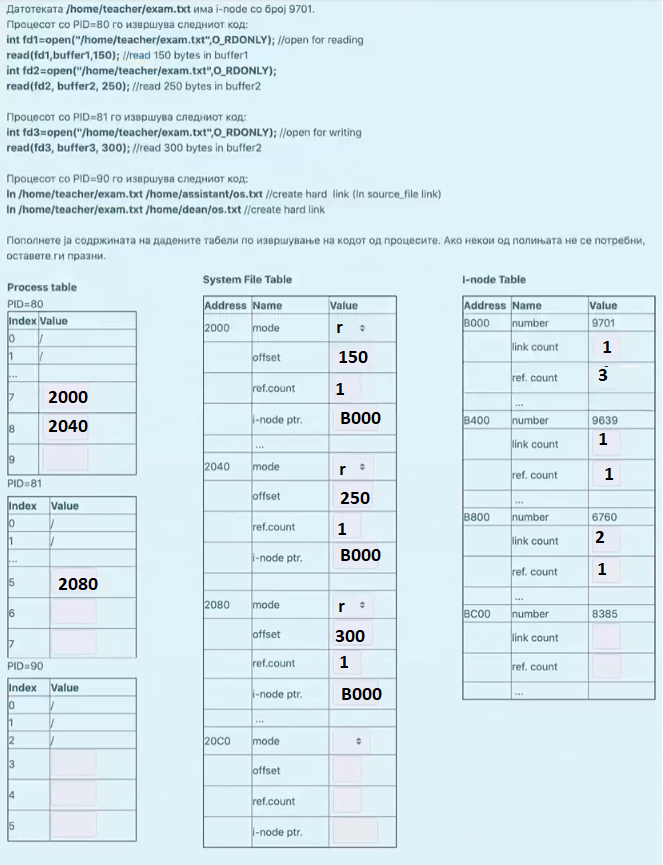 Датотеката /home/teacher/exam.txt има i-node со број 9701.
Процесот со PID=80 го извршува следниот код:
int fd1=open("/home/teacher/exam.txt",O_RDONLY); //open for reading
read(fd1,buffer1,150); //read 150 bytes in buffer1
int fd2=open("/home/teacher/exam.txt",O_RDONLY);
read(fd2, buffer2, 250); //read 250 bytes in buffer2
Процесот со PID=81 го извршува следниот код:
int fd3=open("/home/teacher/exam.txt",O_RDONLY); //open for writing
read(fd3, buffer3, 300); //read 300 bytes in buffer2
Процесот со PID=90 го извршува следниот код:
ln /home/teacher/exam.txt /home/assistant/os.txt //create hard link (ln source_file link)
ln /home/teacher/exam.txt /home/dean/os.txt //create hard link
Пополнете ја содржината на дадените табели по извршување на кодот од процесите. Ако некои од полињата не се потребни,
оставете ги празни.
Process table
PID=80
Index Value
0 /
1 /
...
7 2000
8 2040
9
PID=81
Index Value
0 /
1 /
...
5 2080
6
7
PID=90
Index Value
0 /
1 /
2 /
3
4
5
System File Table
Address Name Value
2000 mode r
offset 150
ref.count 1
i-node ptr. B000
...
2040 mode r
offset 250
ref.count 1
i-node ptr. B000
2080 mode r
offset 300
ref.count 1
i-node ptr. B000
...
20C0 mode
offset
ref.count
i-node ptr.
I-node Table
Address Name Value
B000 number 9701
link count 1
ref. count 3
...
B400 number 9639
link count 1
ref. count 1
...
B800 number 6760
link count 2
ref. count 1
...
BC00 number 8385
link count
ref. count
...